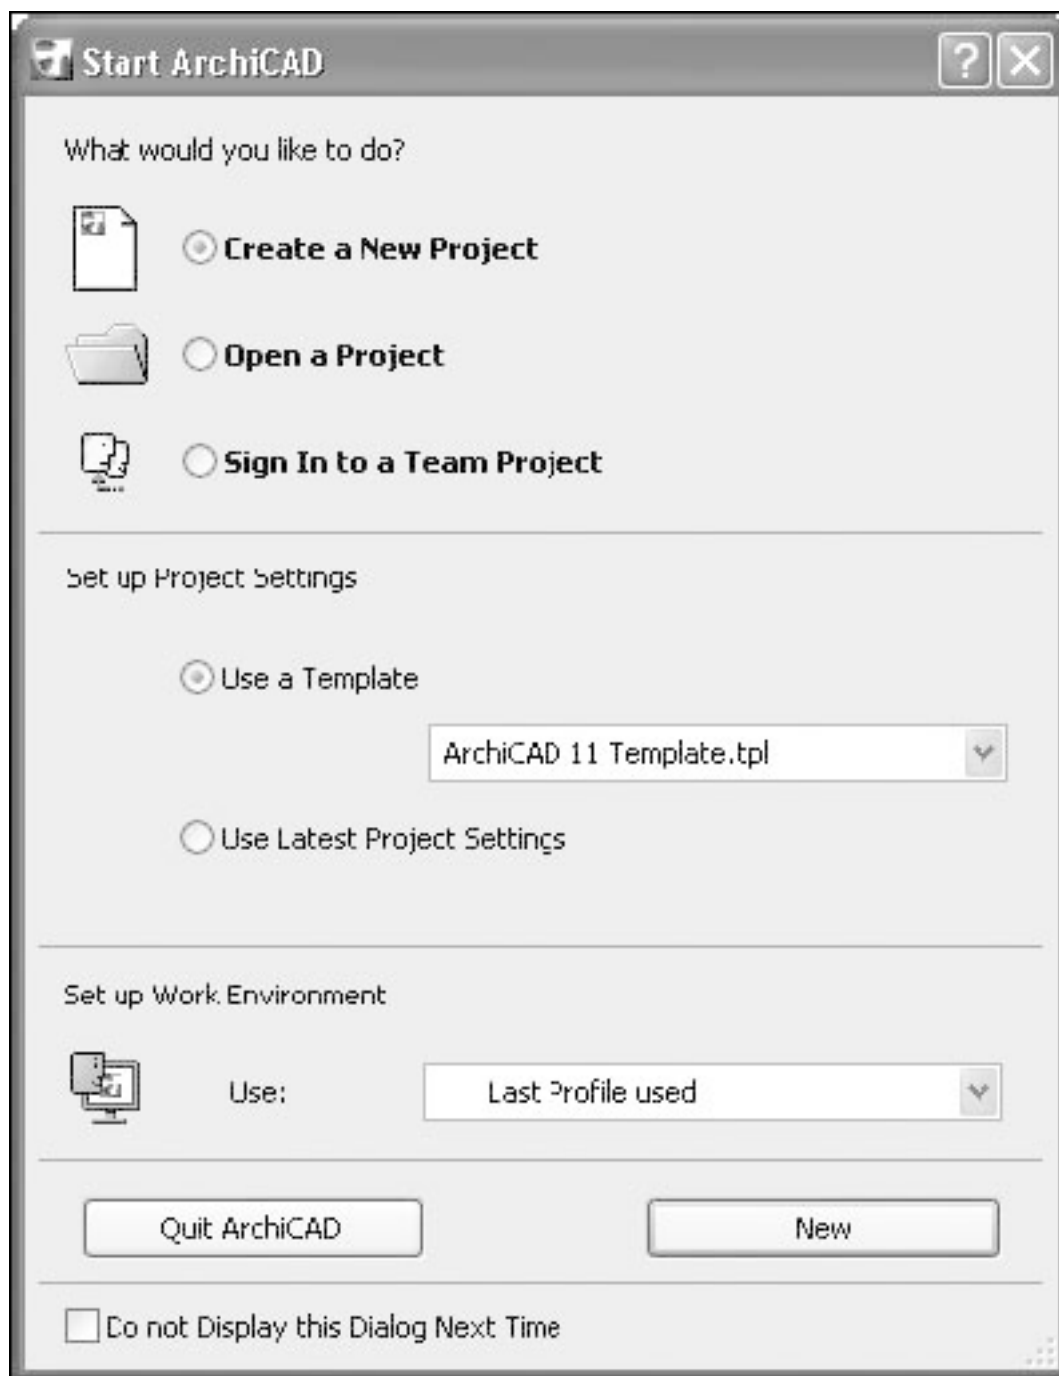 Start ArchiCAD
What would you like to do?
Create a New Project
Open a Project
Sign In to a Team Project
Set up Project Settings
Use a Template
ArchiCAD 11 Template.tpl
Use Latest Project Settings
Set up Work Environment
Use:
Last Profile used
Quit ArchiCAD
New
Do not Display this Dialog Next Time